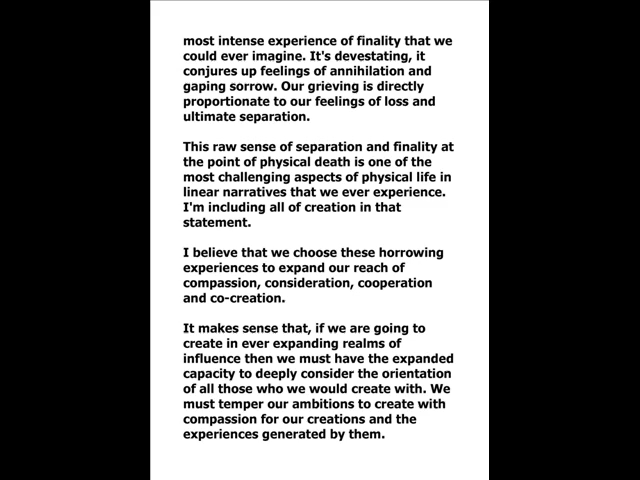 most intense experience of finality that we
could ever imagine. It's devestating, it
conjures up feelings of annihilation and
gaping sorrow. Our grieving is directly
proportionate to our feelings of loss and
ultimate separation.
This raw sense of separation and finality at
the point of physical death is one of the
most challenging aspects of physical life in
linear narratives that we ever experience.
I'm including all of creation in that
statement.
I believe that we choose these horrowing
experiences to expand our reach of
compassion, consideration, cooperation
and co-creation.
It makes sense that, if we are going to
create in ever expanding realms of
influence then we must have the expanded
capacity to deeply consider the orientation
of all those who we would create with. We
must temper our ambitions to create with
compassion for our creations and the
experiences generated by them.